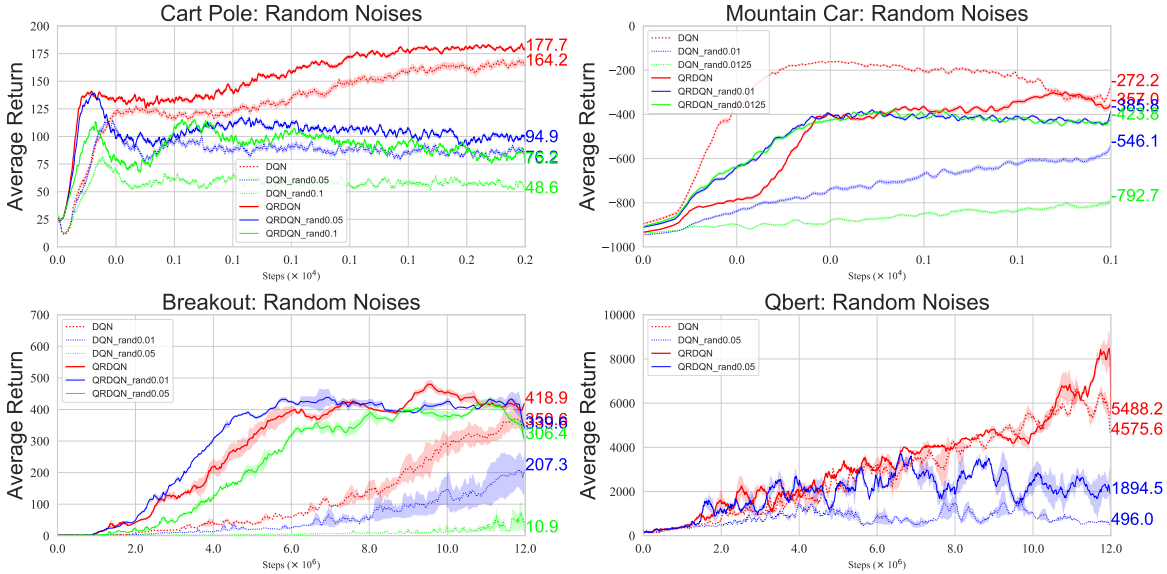 Cart Pole: Random Noises
Average Return
200
175
150
125
100
75
50
25
0
177.7
164.2
94.9
76.2
48.6
DQN
DQN_rand0.05
DQN_rand0.1
QRDQN
QRDQN_rand0.05
QRDQN_rand0.1
0.0 0.0 0.1 0.1 0.1 0.1 0.2 0.2 0.2
Steps (× 10⁴)
Mountain Car: Random Noises
Average Return
0
−200
−400
−600
−800
−1000
DQN
DQN_rand0.01
DQN_rand0.0125
QRDQN
QRDQN_rand0.01
QRDQN_rand0.0125
-272.2
-357.0
-385.8
-423.8
-546.1
-792.7
0.0 0.0 0.0 0.1 0.1 0.1
Steps (× 10⁴)
Breakout: Random Noises
Average Return
700
600
500
400
300
200
100
0
DQN
DQN_rand0.01
DQN_rand0.05
QRDQN
QRDQN_rand0.01
QRDQN_rand0.05
418.9
306.4
207.3
10.9
0.0 2.0 4.0 6.0 8.0 10.0 12.0
Steps (× 10⁶)
Qbert: Random Noises
Average Return
10000
8000
6000
4000
2000
0
DQN
DQN_rand0.05
QRDQN
QRDQN_rand0.05
5488.2
4575.6
1894.5
496.0
0.0 2.0 4.0 6.0 8.0 10.0 12.0
Steps (× 10⁶)